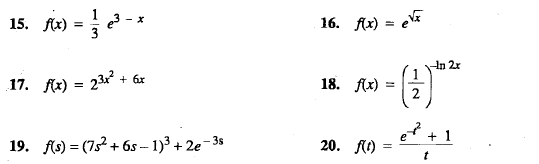 15. f(x) = 1/3 e^(3 - x)
16. f(x) = e^√x
17. f(x) = 2^(3x² + 6x)
18. f(x) = (1/2)^(-ln 2x)
19. f(s) = (7s² + 6s – 1)³ + 2e^(–3s)
20. f(t) = (e^(-t²) + 1)/t